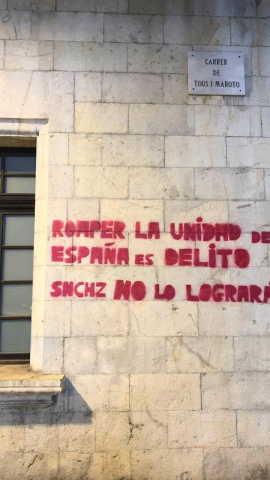 CARRER
DE
TOUS I MAROTO
ROMPER LA UNIDAD DE
ESPAÑA ES DELITO
SNCHZ NO LO LOGRARÁ